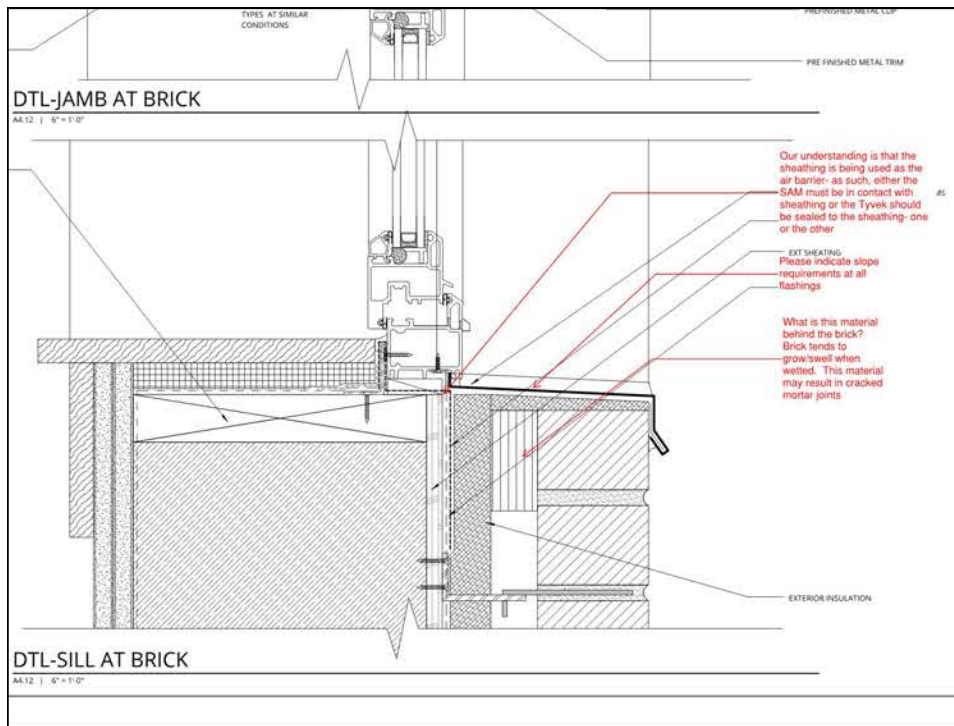 TYPES AT SIMILAR
CONDITIONS
PREFINISHED METAL CLIP
PRE FINISHED METAL TRIM
DTL-JAMB AT BRICK
A4.12 | 6" = 1'-0"
Our understanding is that the
sheathing is being used as the
air barrier- as such, either the
SAM must be in contact with
sheathing or the Tyvek should
be sealed to the sheathing- one
or the other
AS
EXT SHEATING
Please indicate slope
requirements at all
flashings
What is this material
behind the brick?
Brick tends to
grow/swell when
wetted. This material
may result in cracked
mortar joints
EXTERIOR INSULATION
DTL-SILL AT BRICK
A4.12 | 6" = 1'-0"